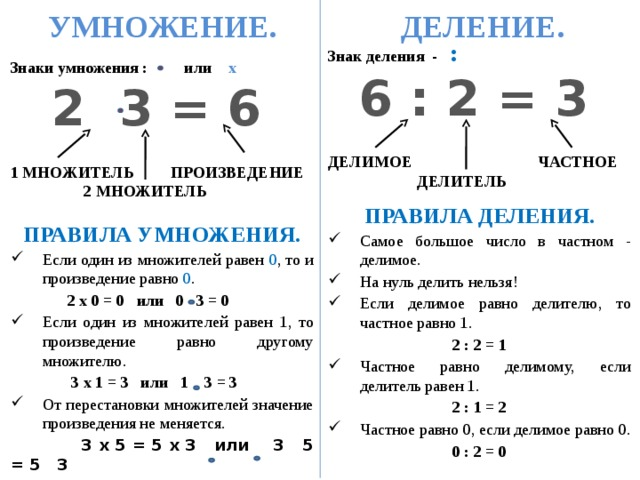 УМНОЖЕНИЕ.
Знаки умножения : • или х
2 • 3 = 6
1 МНОЖИТЕЛЬ ПРОИЗВЕДЕНИЕ
2 МНОЖИТЕЛЬ
ПРАВИЛА УМНОЖЕНИЯ.
✓ Если один из множителей равен 0, то и
произведение равно 0.
2 х 0 = 0 или 0 • 3 = 0
✓ Если один из множителей равен 1, то
произведение равно другому
множителю.
3 х 1 = 3 или 1 • 3 = 3
✓ От перестановки множителей значение
произведения не меняется.
3 х 5 = 5 х 3 или 3 • 5
= 5 • 3
ДЕЛЕНИЕ.
Знак деления - :
6 : 2 = 3
ДЕЛИМОЕ ЧАСТНОЕ
ДЕЛИТЕЛЬ
ПРАВИЛА ДЕЛЕНИЯ.
✓ Самое большое число в частном -
делимое.
✓ На нуль делить нельзя!
✓ Если делимое равно делителю, то
частное равно 1.
2 : 2 = 1
✓ Частное равно делимому, если
делитель равен 1.
2 : 1 = 2
✓ Частное равно 0, если делимое равно 0.
0 : 2 = 0